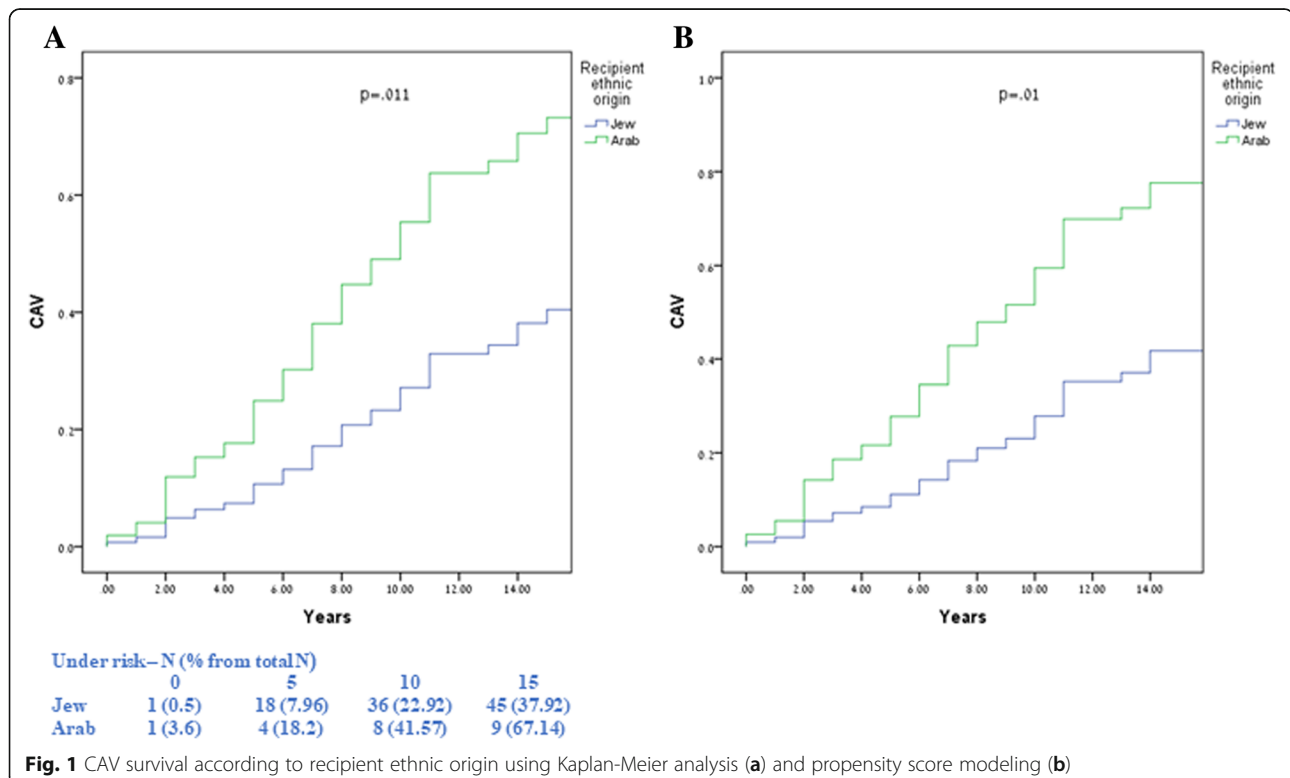 A
Recipient
ethnic
origin
Jew
Arab
p=.011
0.8
0.6
0.4
0.2
0.0
CAV
.00 2.00 4.00 6.00 8.00 10.00 12.00 14.00
Years
B
Recipient
ethnic
origin
Jew
Arab
p=.01
1.0
0.8
0.6
0.4
0.2
0.0
CAV
.00 2.00 4.00 6.00 8.00 10.00 12.00 14.00
Years
Under risk–N (% from total N)
0 5 10 15
Jew 1 (0.5) 18 (7.96) 36 (22.92) 45 (37.92)
Arab 1 (3.6) 4 (18.2) 8 (41.57) 9 (67.14)
Fig. 1 CAV survival according to recipient ethnic origin using Kaplan-Meier analysis (a) and propensity score modeling (b)